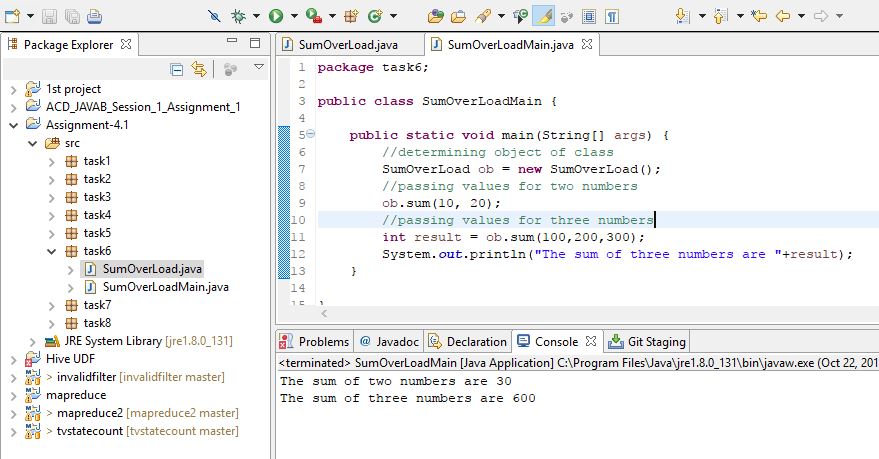 Package Explorer
1st project
ACD_JAVAB_Session_1_Assignment_1
Assignment-4.1
src
task1
task2
task3
task4
task5
task6
SumOverLoad.java
SumOverLoadMain.java
task7
task8
JRE System Library [jre1.8.0_131]
Hive UDF
> invalidfilter [invalidfilter master]
mapreduce
> mapreduce2 [mapreduce2 master]
> tvstatecount [tvstatecount master]
SumOverLoad.java SumOverLoadMain.java
1 package task6;
2
3 public class SumOverLoadMain {
4
5 public static void main(String[] args) {
6 //determining object of class
7 SumOverLoad ob = new SumOverLoad();
8 //passing values for two numbers
9 ob.sum(10, 20);
10 //passing values for three numbers
11 int result = ob.sum(100,200,300);
12 System.out.println("The sum of three numbers are "+result);
13 }
14
15 }
Problems @ Javadoc Declaration Console Git Staging
<terminated> SumOverLoadMain [Java Application] C:\Program Files\Java\jre1.8.0_131\bin\javaw.exe (Oct 22, 201
The sum of two numbers are 30
The sum of three numbers are 600